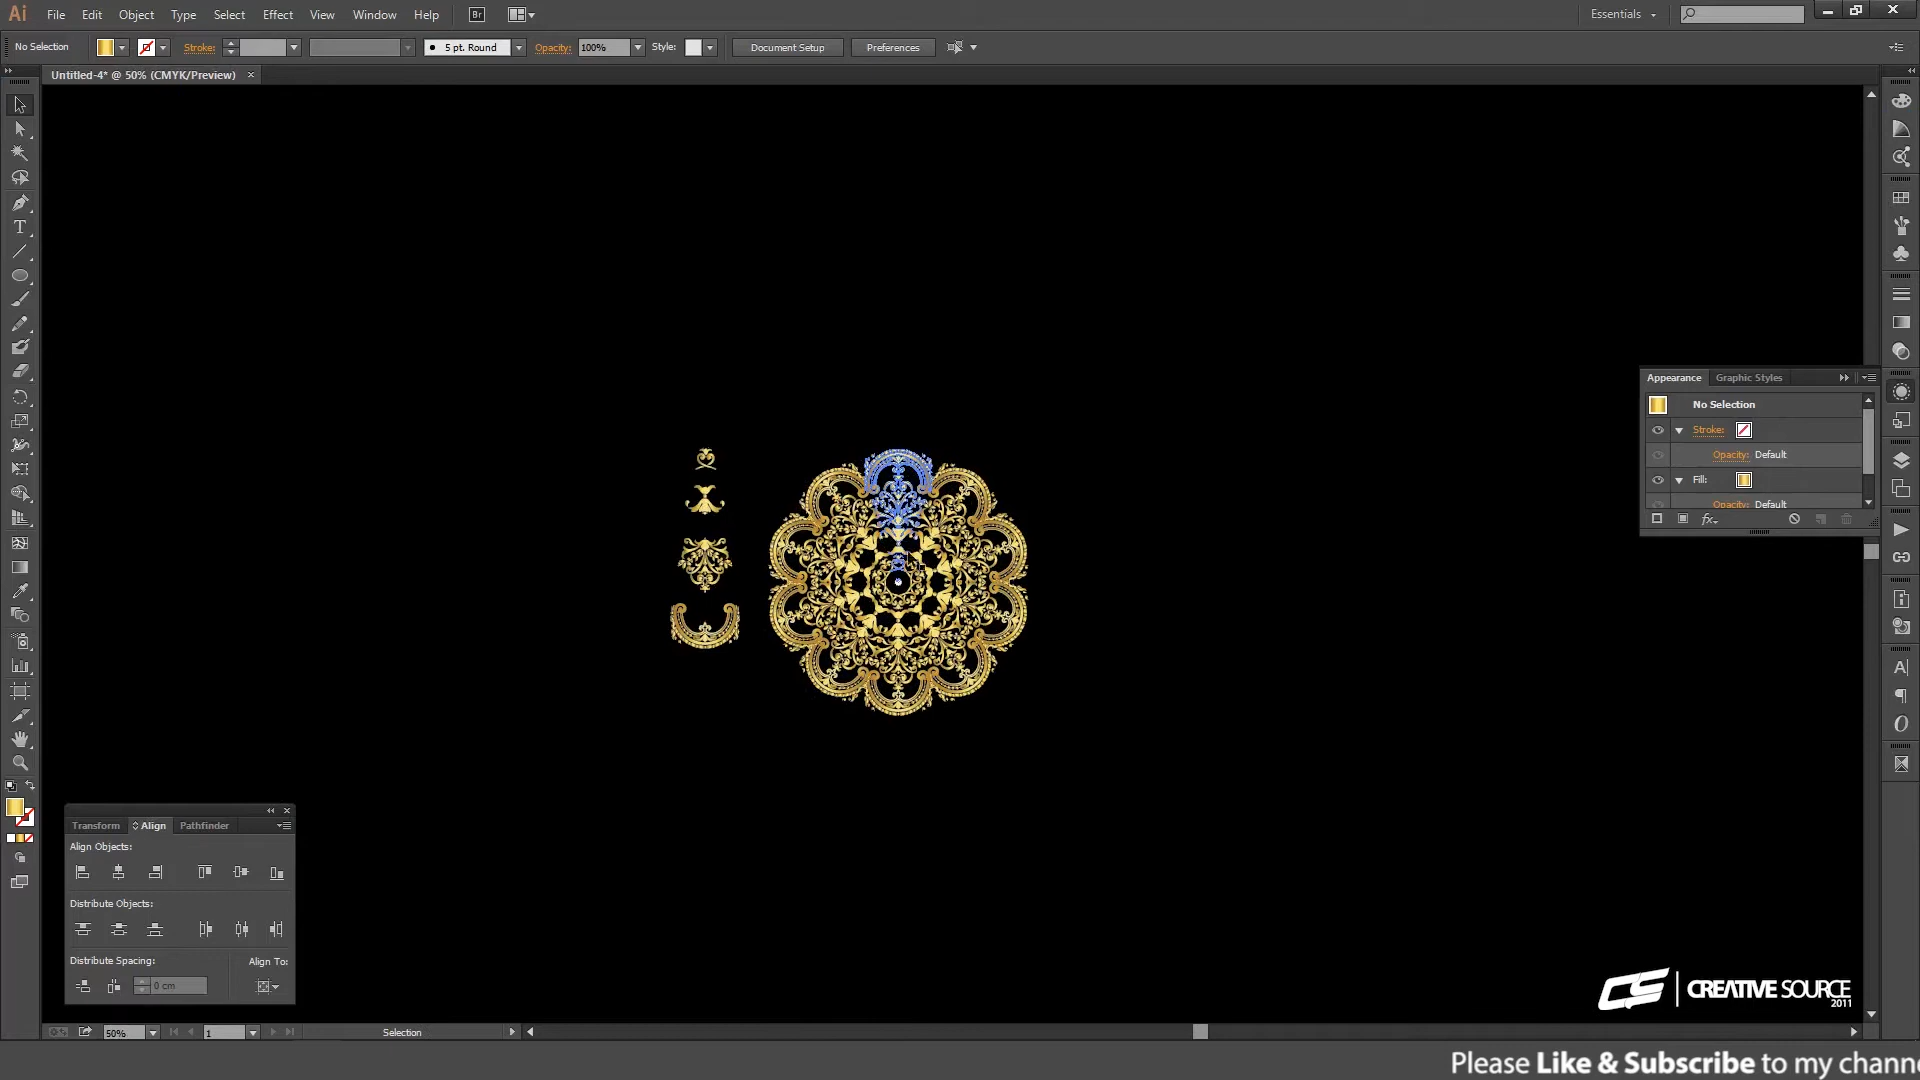 Ai File Edit Object Type Select Effect View Window Help Br Essentials
No Selection Stroke: 5 pt. Round Opacity: 100% Style: Document Setup Preferences
Untitled-4* @ 50% (CMYK/Preview)
Appearance Graphic Styles
No Selection
Stroke:
Opacity: Default
Fill:
Opacity: Default
Transform Align Pathfinder
Align Objects:
Distribute Objects:
Distribute Spacing: Align To:
0 cm
50% 1 Selection
CS CREATIVE SOURCE
2011
Please Like & Subscribe to my channe